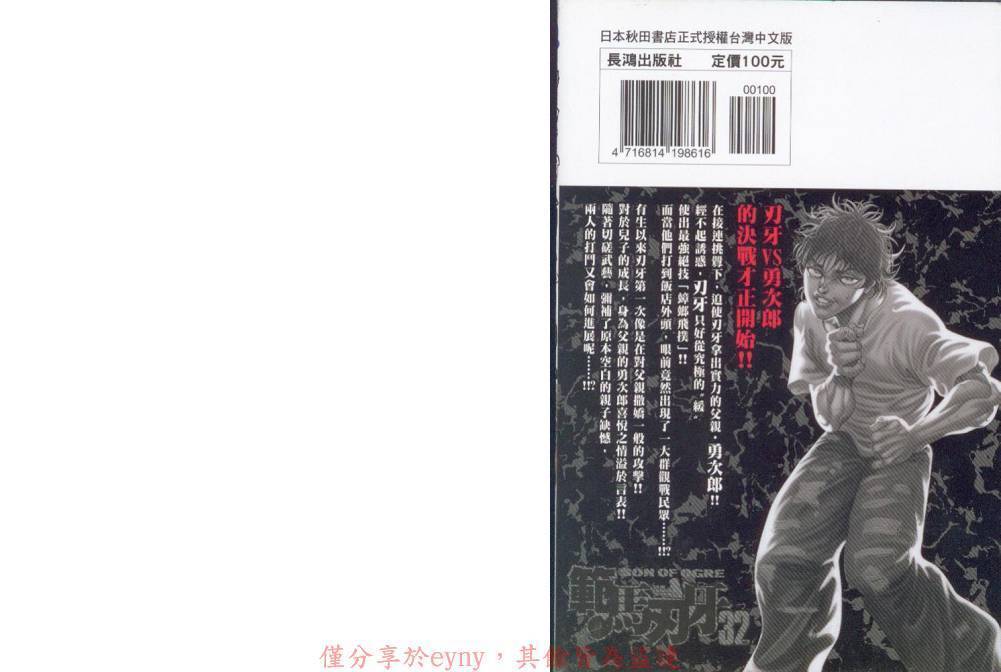 日本秋田書店正式授權台灣中文版
長鴻出版社 定價100元
00100
4 716814 198616
刃牙VS勇次郎
的決戰才正開始!!
在接連挑釁下，迫使刃牙拿出實力的父親・勇次郎!!
經不起誘惑，刃牙只好從究極的"緩"
使出最強絕技「蟑螂飛撲」!!
而當他們打到飯店外頭，眼前竟然出現了一大群觀戰民眾……!!?
有生以來刃牙第一次像是在對父親撒嬌一般的攻擊!!
對於兒子的成長，身為父親的勇次郎喜悅之情溢於言表!!
隨著切磋武藝，彌補了原本空白的親子缺憾，
兩人的打鬥又會如何進展呢……!!?
SON OF OGRE
範馬刃牙 32
僅分享於eyny，其餘皆為盜連